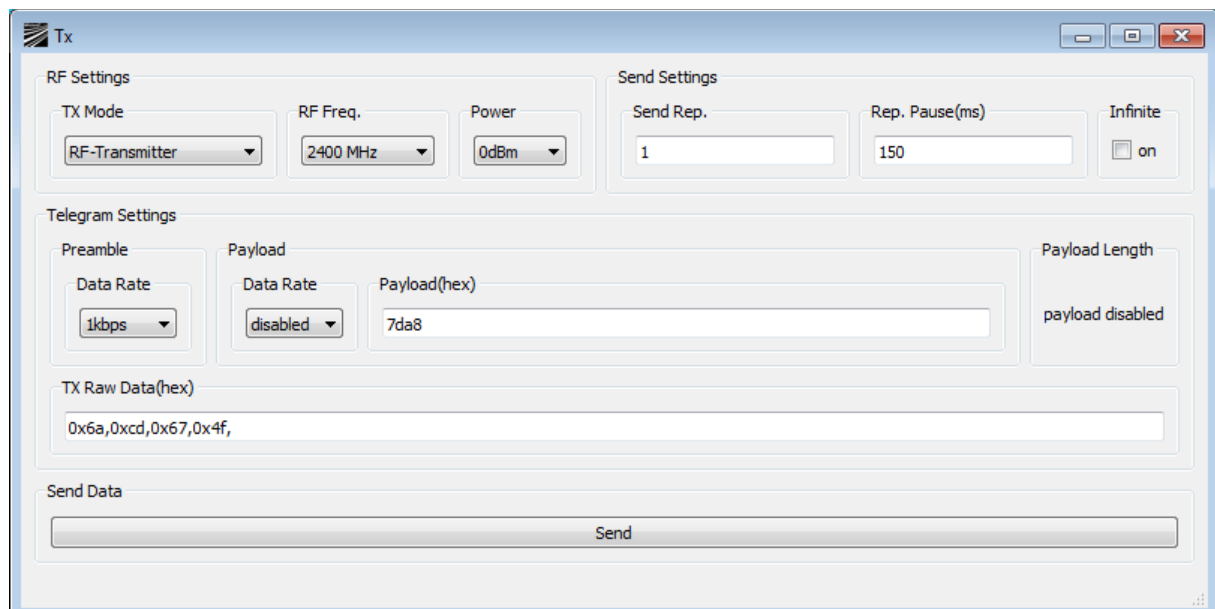 Tx
RF Settings
Send Settings
TX Mode
RF Freq.
Power
Send Rep.
Rep. Pause(ms)
Infinite
RF-Transmitter
2400 MHz
0dBm
1
150
on
Telegram Settings
Preamble
Payload
Payload Length
Data Rate
Data Rate
Payload(hex)
1kbps
disabled
7da8
payload disabled
TX Raw Data(hex)
0x6a,0xcd,0x67,0x4f,
Send Data
Send